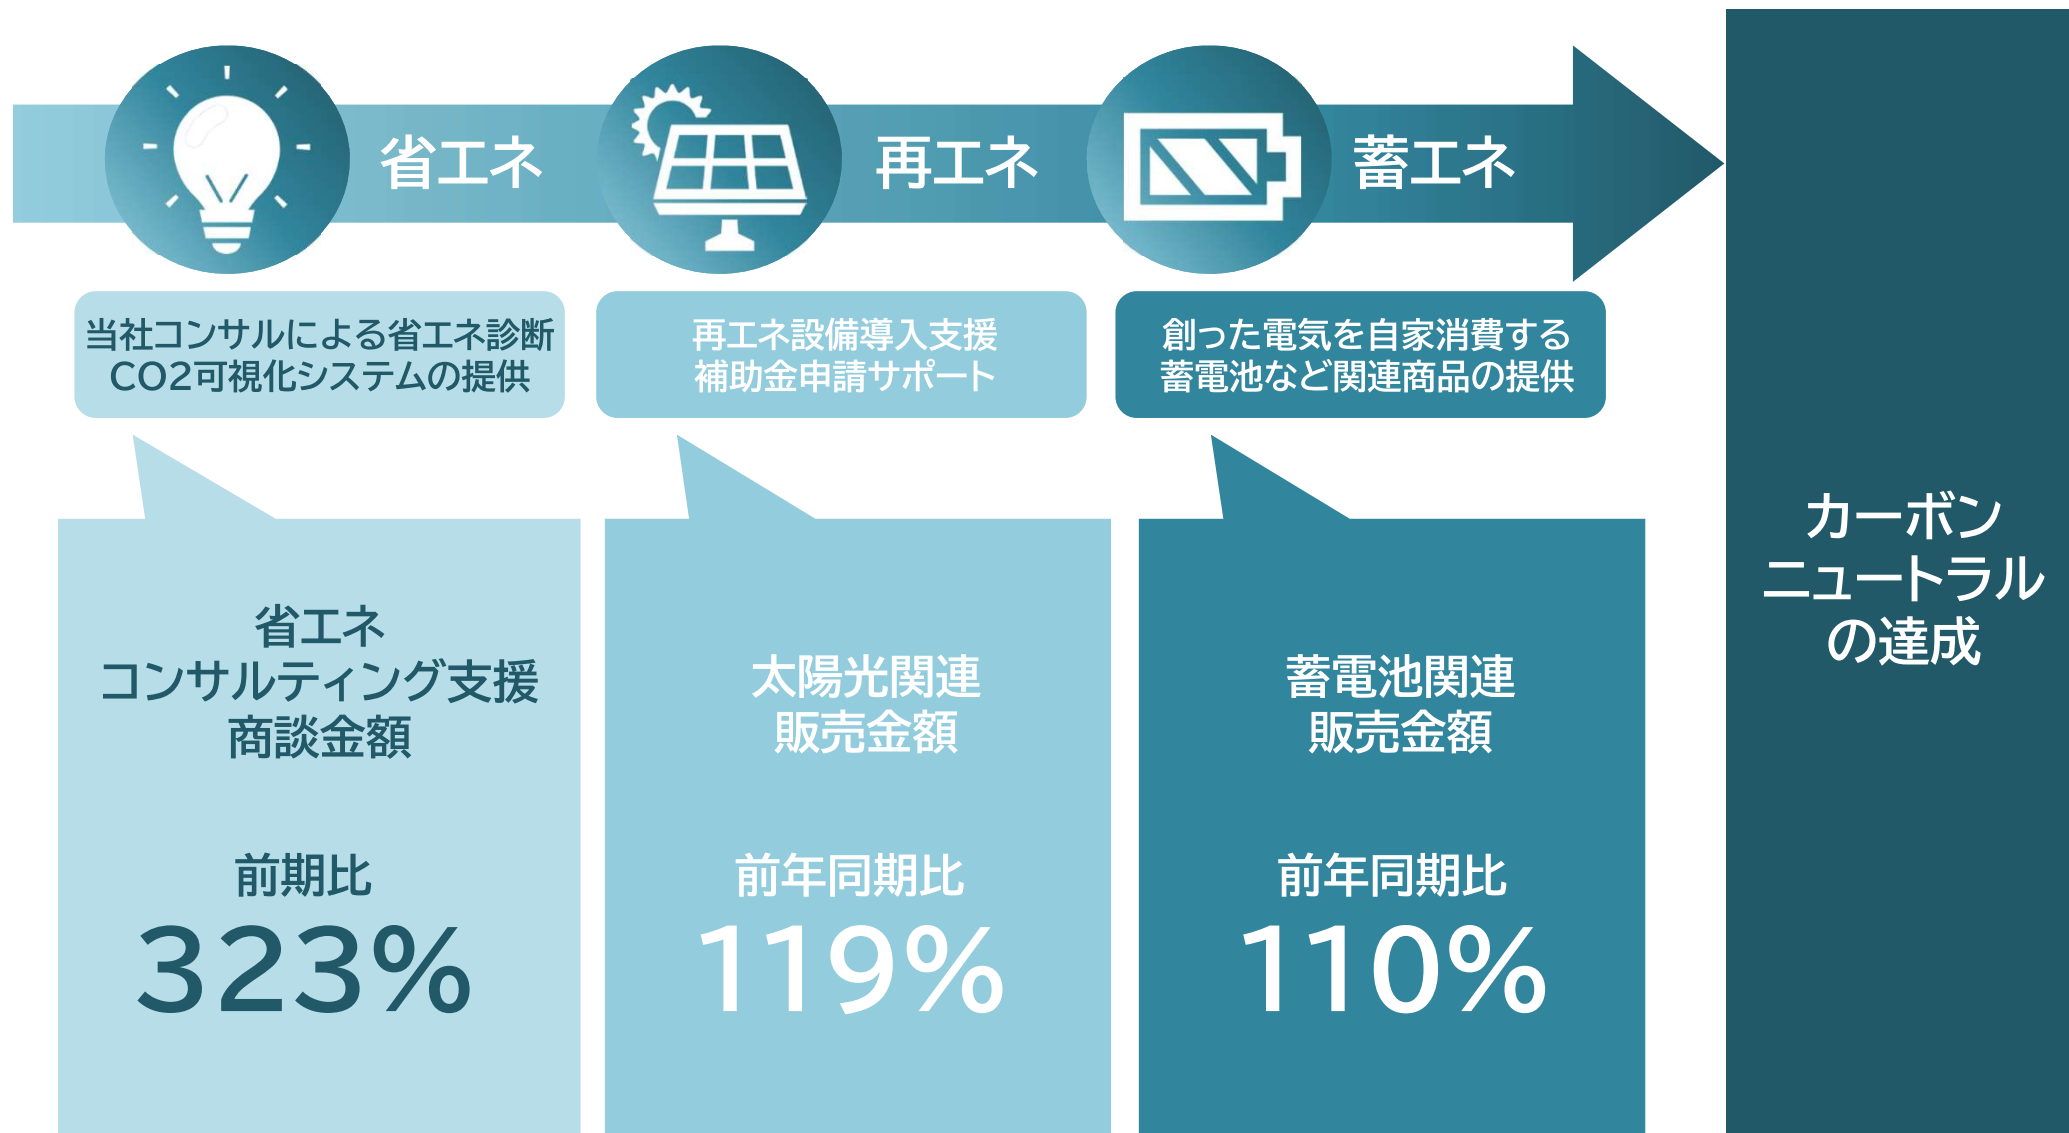 省エネ
再エネ
蓄エネ
当社コンサルによる省エネ診断
CO2可視化システムの提供
再エネ設備導入支援
補助金申請サポート
創った電気を自家消費する
蓄電池など関連商品の提供
省エネ
コンサルティング支援
商談金額
前期比
323%
太陽光関連
販売金額
前年同期比
119%
蓄電池関連
販売金額
前年同期比
110%
カーボン
ニュートラル
の達成